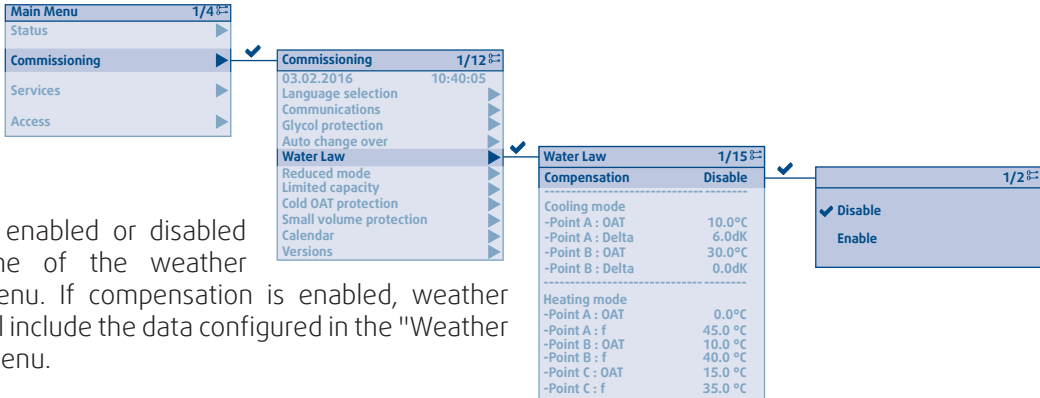 Main Menu 1/4
Status
Commissioning
Services
Access
Commissioning 1/12
03.02.2016 10:40:05
Language selection
Communications
Glycol protection
Auto change over
Water Law
Reduced mode
Limited capacity
Cold OAT protection
Small volume protection
Calendar
Versions
Water Law 1/15
Compensation Disable
----------------------------------------
Cooling mode
-Point A : OAT 10.0°C
-Point A : Delta 6.0dK
-Point B : OAT 30.0°C
-Point B : Delta 0.0dK
----------------------------------------
Heating mode
-Point A : OAT 0.0°C
-Point A : f 45.0 °C
-Point B : OAT 10.0 °C
-Point B : f 40.0 °C
-Point C : OAT 15.0 °C
-Point C : f 35.0 °C
1/2
Disable
Enable
enabled or disabled
of the weather
If compensation is enabled, weather
include the data configured in the "Weather